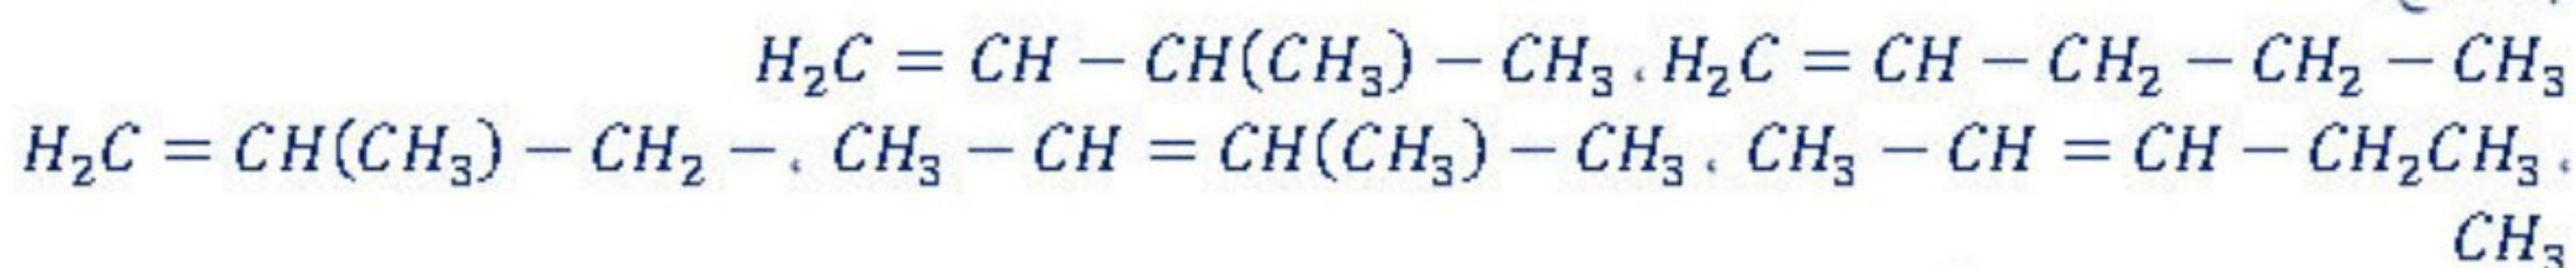 H₂C = CH − CH(CH₃) − CH₃ ، H₂C = CH − CH₂ − CH₂ − CH₃
H₂C = CH(CH₃) − CH₂ − ، CH₃ − CH = CH(CH₃) − CH₃ ، CH₃ − CH = CH − CH₂CH₃ ،
CH₃